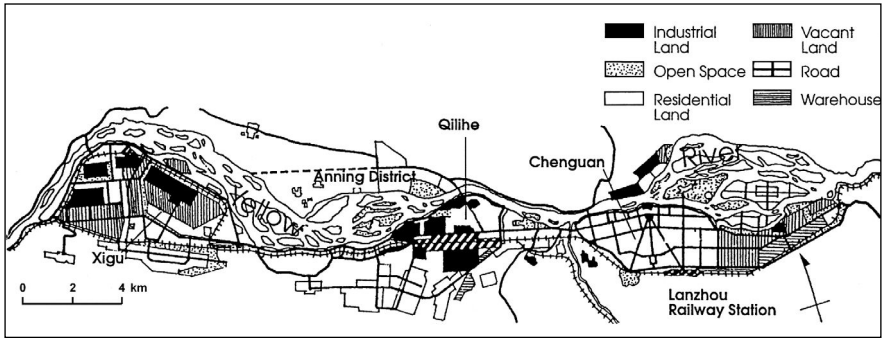 Industrial
Land
Vacant
Land
Open Space
Road
Residential
Land
Warehouse
Qilihe
Chenguan
River
Anning District
Yellow
Xigu
0 2 4 km
Lanzhou
Railway Station